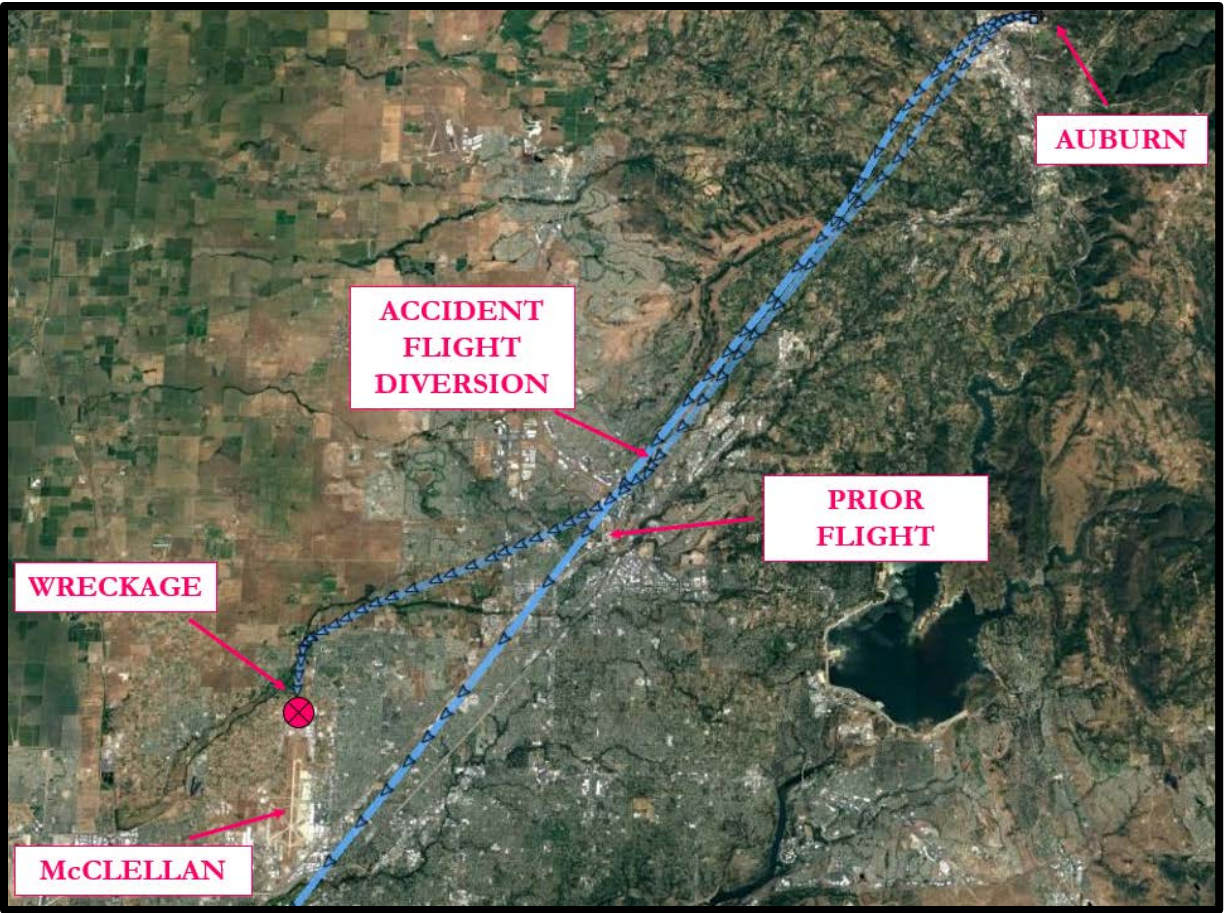 AUBURN
ACCIDENT
FLIGHT
DIVERSION
PRIOR
FLIGHT
WRECKAGE
McCLELLAN